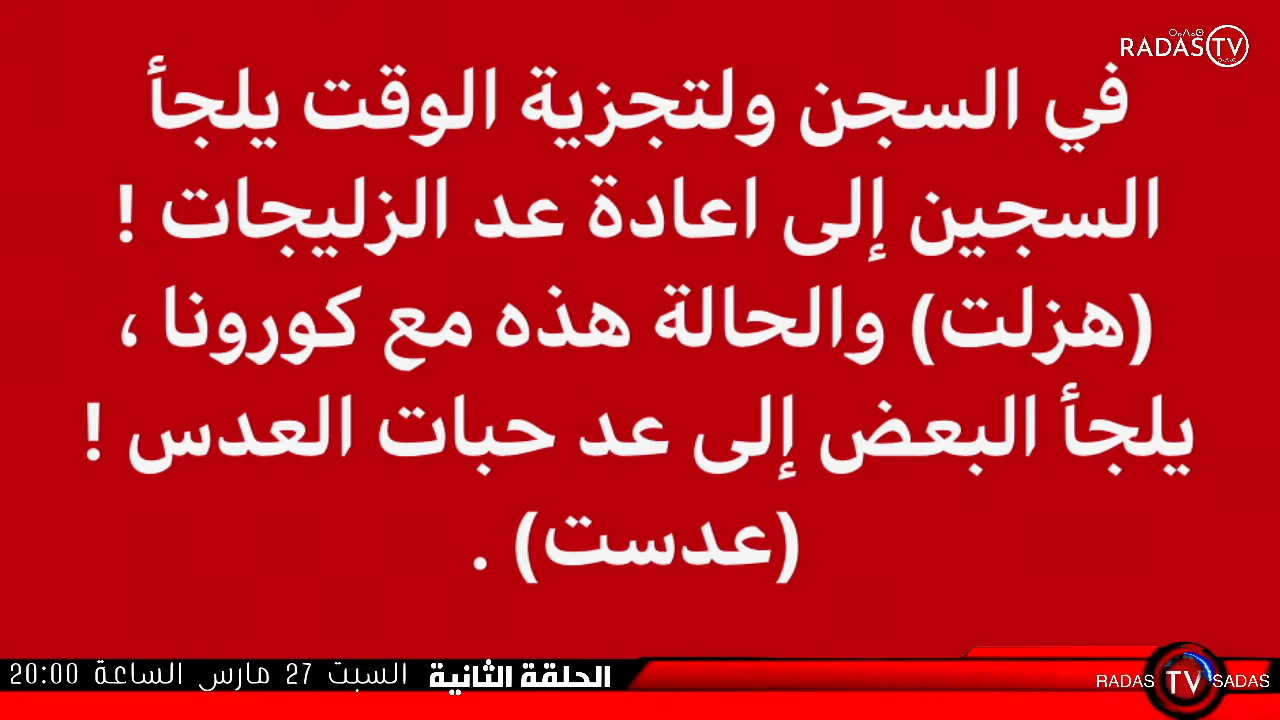 RADAS TV
في السجن ولتجزية الوقت يلجأ
السجين إلى اعادة عد الزليجات !
(هزلت) والحالة هذه مع كورونا ،
يلجأ البعض إلى عد حبات العدس !
(عدست) .
الحلقة الثانية السبت 27 مارس الساعة 20:00
RADAS TV SADAS